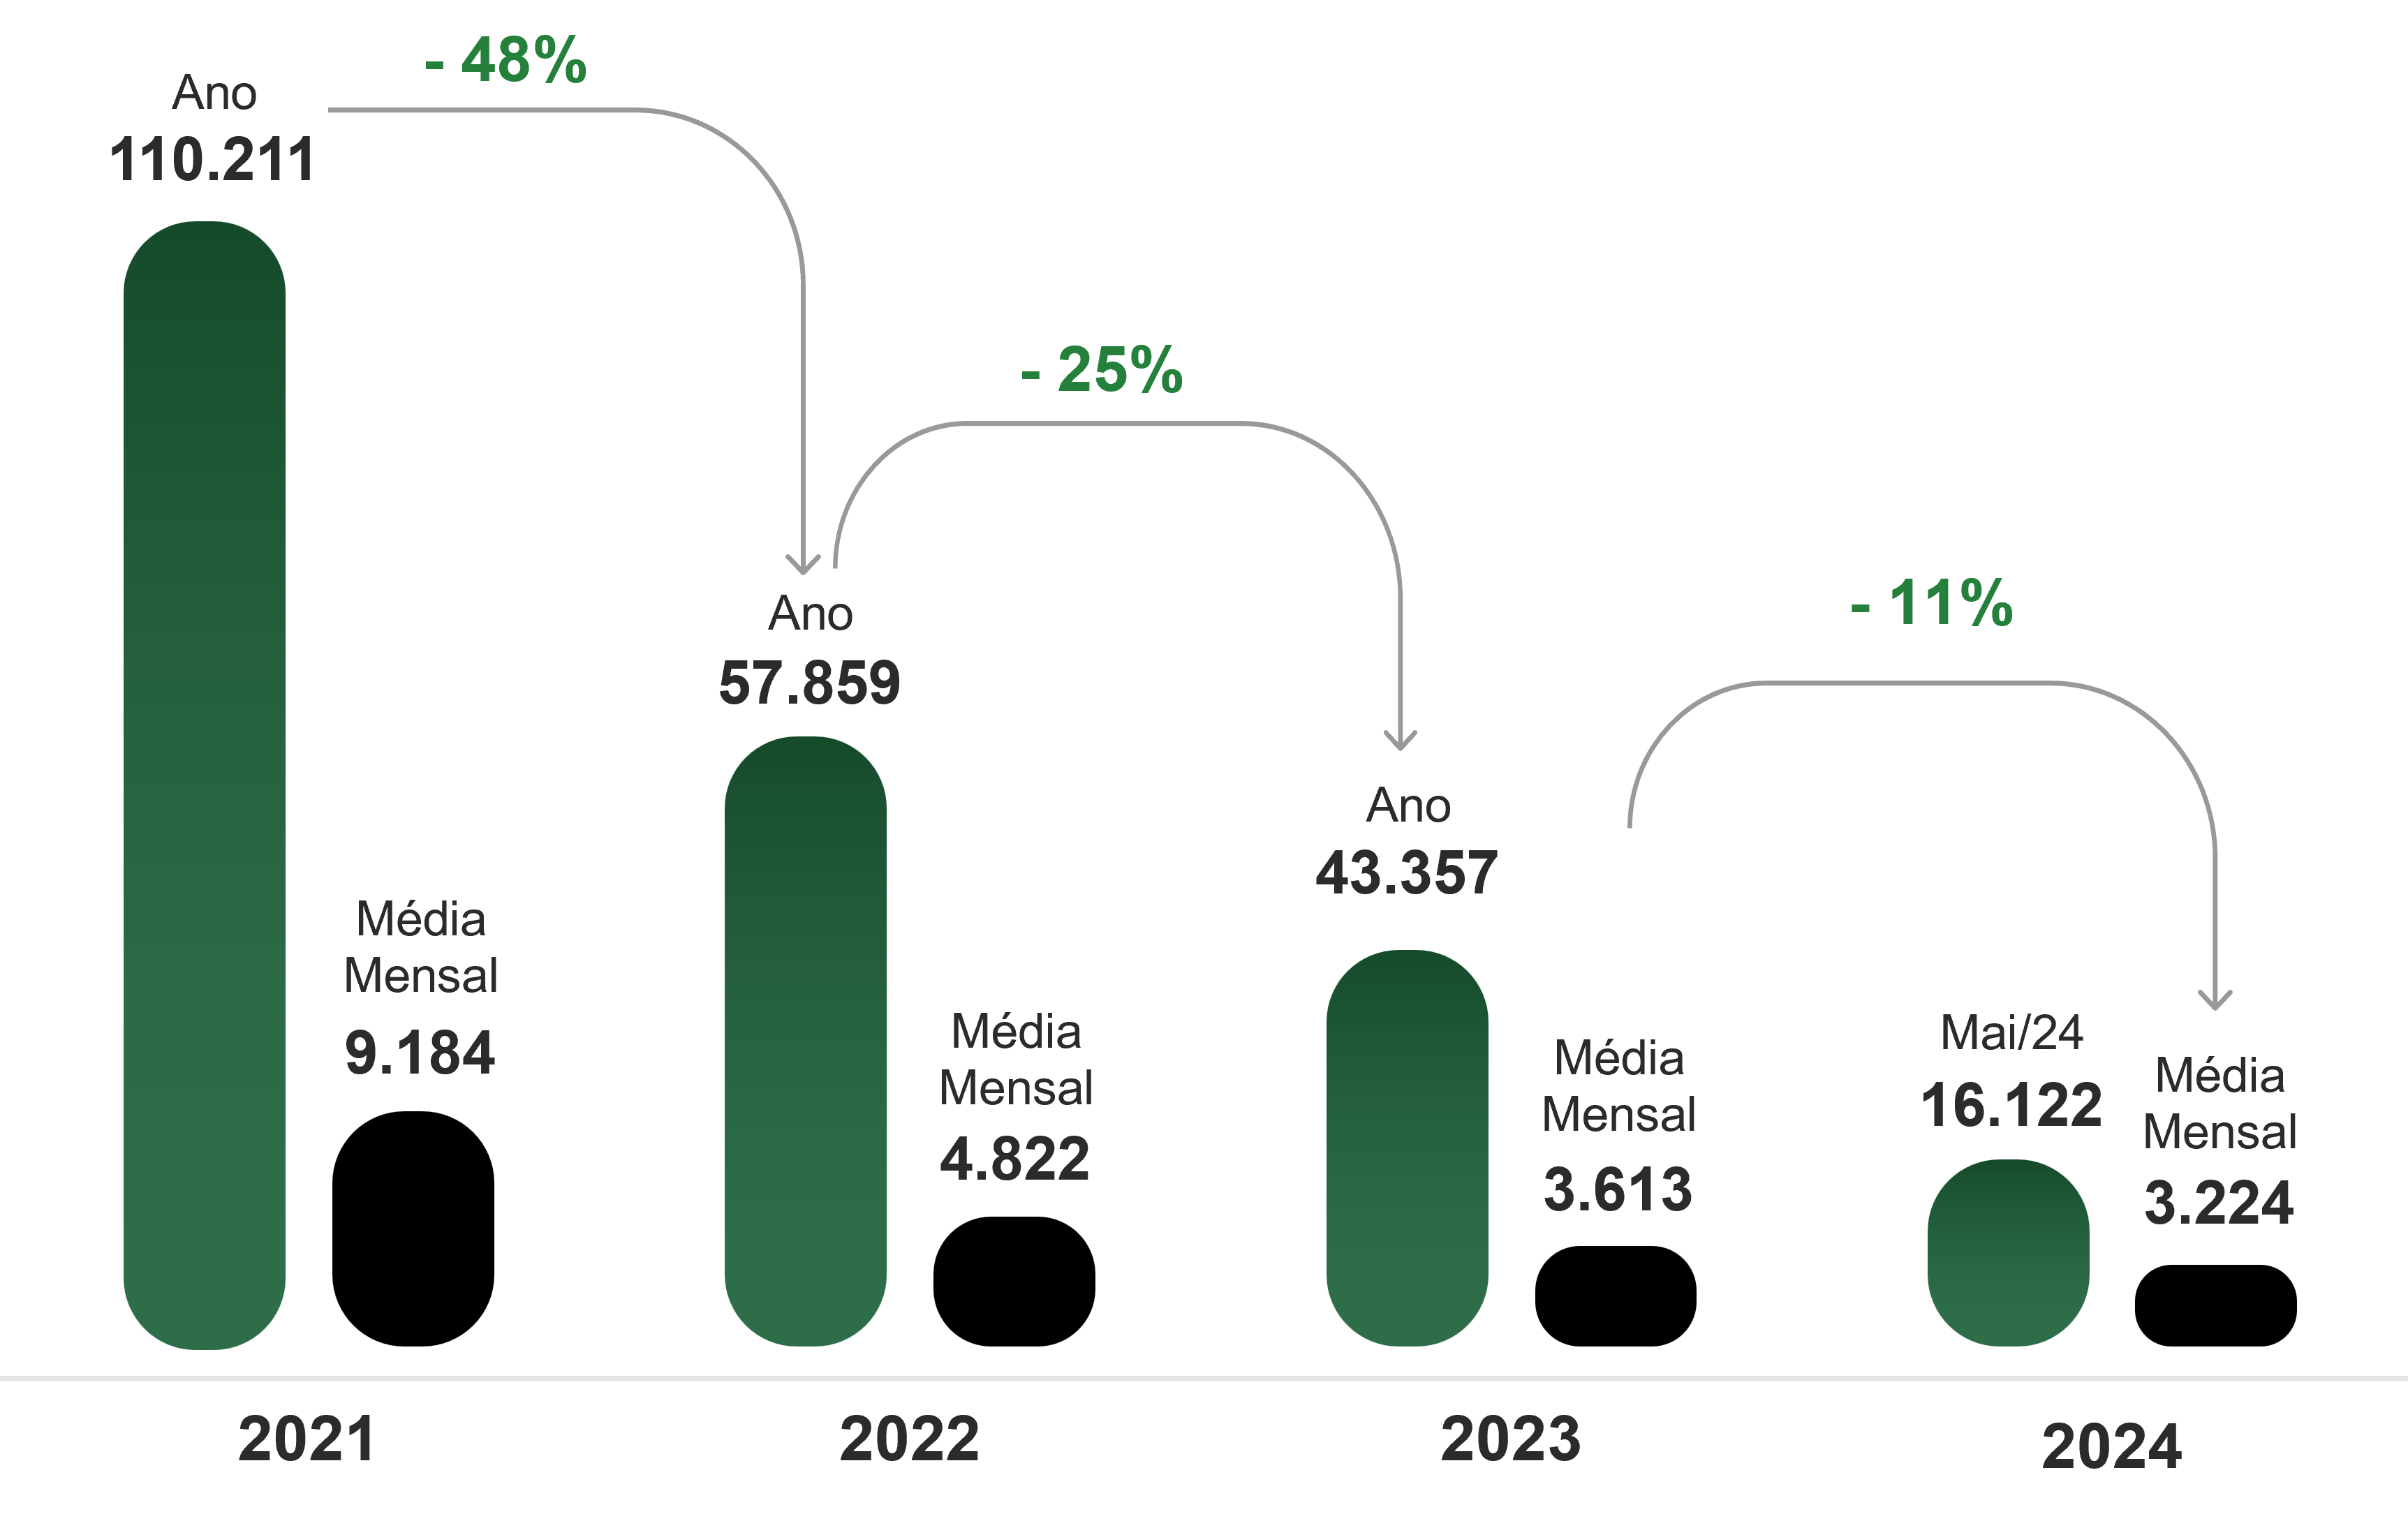 - 48%
Ano
110.211
- 25%
Ano
57.859
- 11%
Ano
43.357
Média
Mensal
9.184
Média
Mensal
4.822
Média
Mensal
3.613
Mai/24
16.122
Média
Mensal
3.224
2021
2022
2023
2024